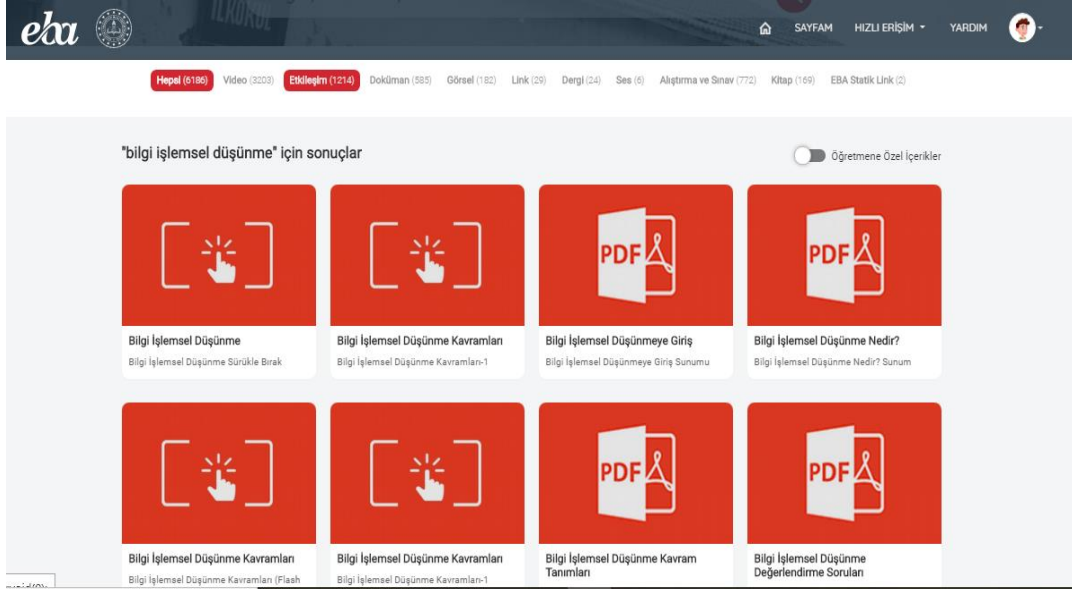 eba
SAYFAM
HIZLI ERİŞİM
YARDIM
Hepsi (6186) Video (3203) Etkileşim (1214) Doküman (585) Görsel (182) Link (29) Dergi (24) Ses (6) Alıştırma ve Sınav (772) Kitap (169) EBA Statik Link (2)
"bilgi işlemsel düşünme" için sonuçlar
Öğretmene Özel İçerikler
PDF
PDF
Bilgi İşlemsel Düşünme
Bilgi İşlemsel Düşünme Sürükle Bırak
Bilgi İşlemsel Düşünme Kavramları
Bilgi İşlemsel Düşünme Kavramları-1
Bilgi İşlemsel Düşünmeye Giriş
Bilgi İşlemsel Düşünmeye Giriş Sunumu
Bilgi İşlemsel Düşünme Nedir?
Bilgi İşlemsel Düşünme Nedir? Sunum
PDF
PDF
Bilgi İşlemsel Düşünme Kavramları
Bilgi İşlemsel Düşünme Kavramları (Flash
Bilgi İşlemsel Düşünme Kavramları
Bilgi İşlemsel Düşünme Kavramları-1
Bilgi İşlemsel Düşünme Kavram
Tanımları
Bilgi İşlemsel Düşünme
Değerlendirme Soruları